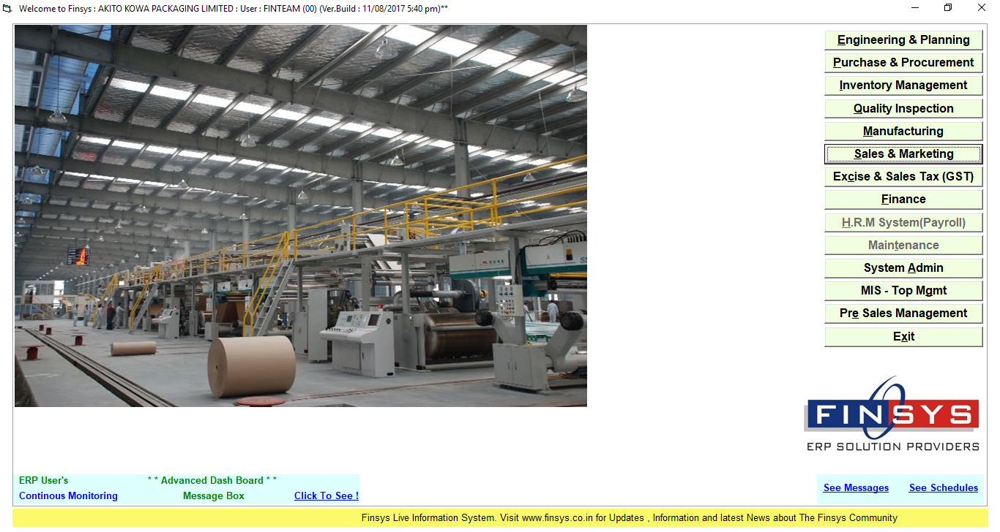 Welcome to Finsys : AKITO KOWA PACKAGING LIMITED : User : FINTEAM (00) (Ver.Build : 11/08/2017 5:40 pm)**
Engineering & Planning
Purchase & Procurement
Inventory Management
Quality Inspection
Manufacturing
Sales & Marketing
Excise & Sales Tax (GST)
Finance
H.R.M System(Payroll)
Maintenance
System Admin
MIS - Top Mgmt
Pre Sales Management
Exit
FINSYS
ERP SOLUTION PROVIDERS
ERP User's * * Advanced Dash Board * *
Continous Monitoring Message Box Click To See !
See Messages See Schedules
Finsys Live Information System. Visit www.finsys.co.in for Updates , Information and latest News about The Finsys Community